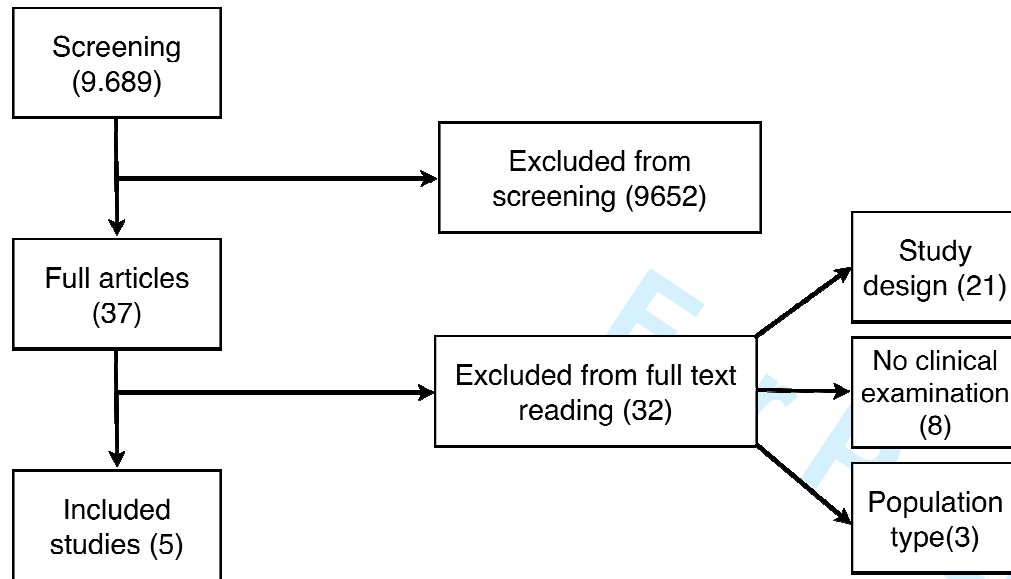 Screening
(9.689)
Excluded from
screening (9652)
Full articles
(37)
Excluded from full text
reading (32)
Study
design (21)
No clinical
examination
(8)
Population
type(3)
Included
studies (5)